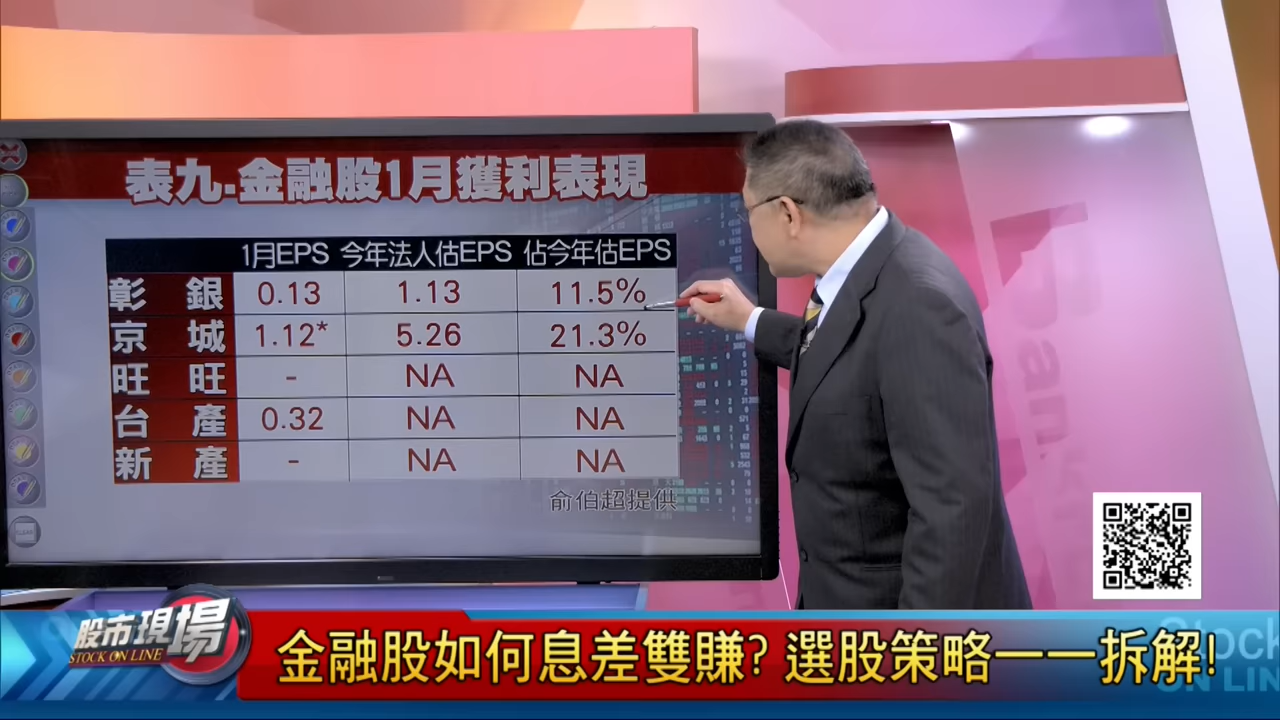 表九.金融股1月獲利表現
1月EPS 今年法人估EPS 佔今年估EPS
彰銀 0.13 1.13 11.5%
京城 1.12* 5.26 21.3%
旺旺 - NA NA
台產 0.32 NA NA
新產 - NA NA
俞伯超提供
股市現場
STOCK ON LINE
金融股如何息差雙賺? 選股策略一一拆解!
Stock
ON LIN